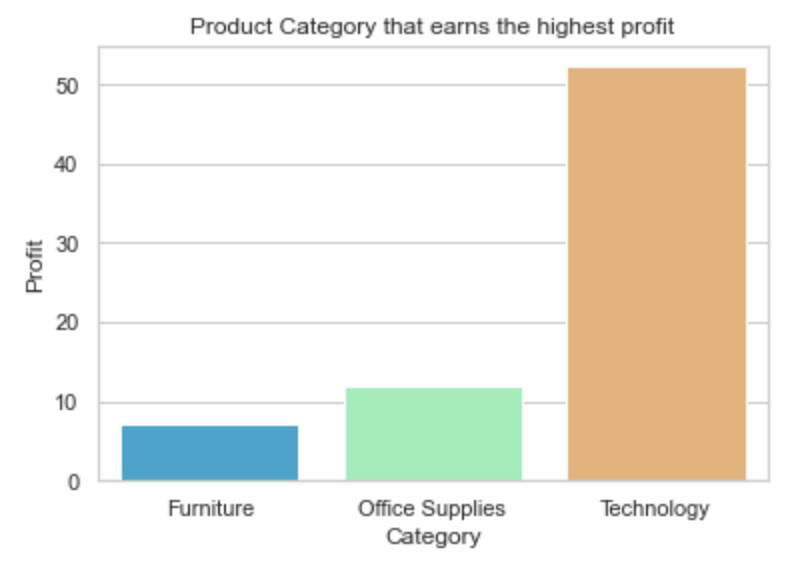 Product Category that earns the highest profit
50
40
30
20
10
0
Profit
Furniture
Office Supplies
Technology
Category